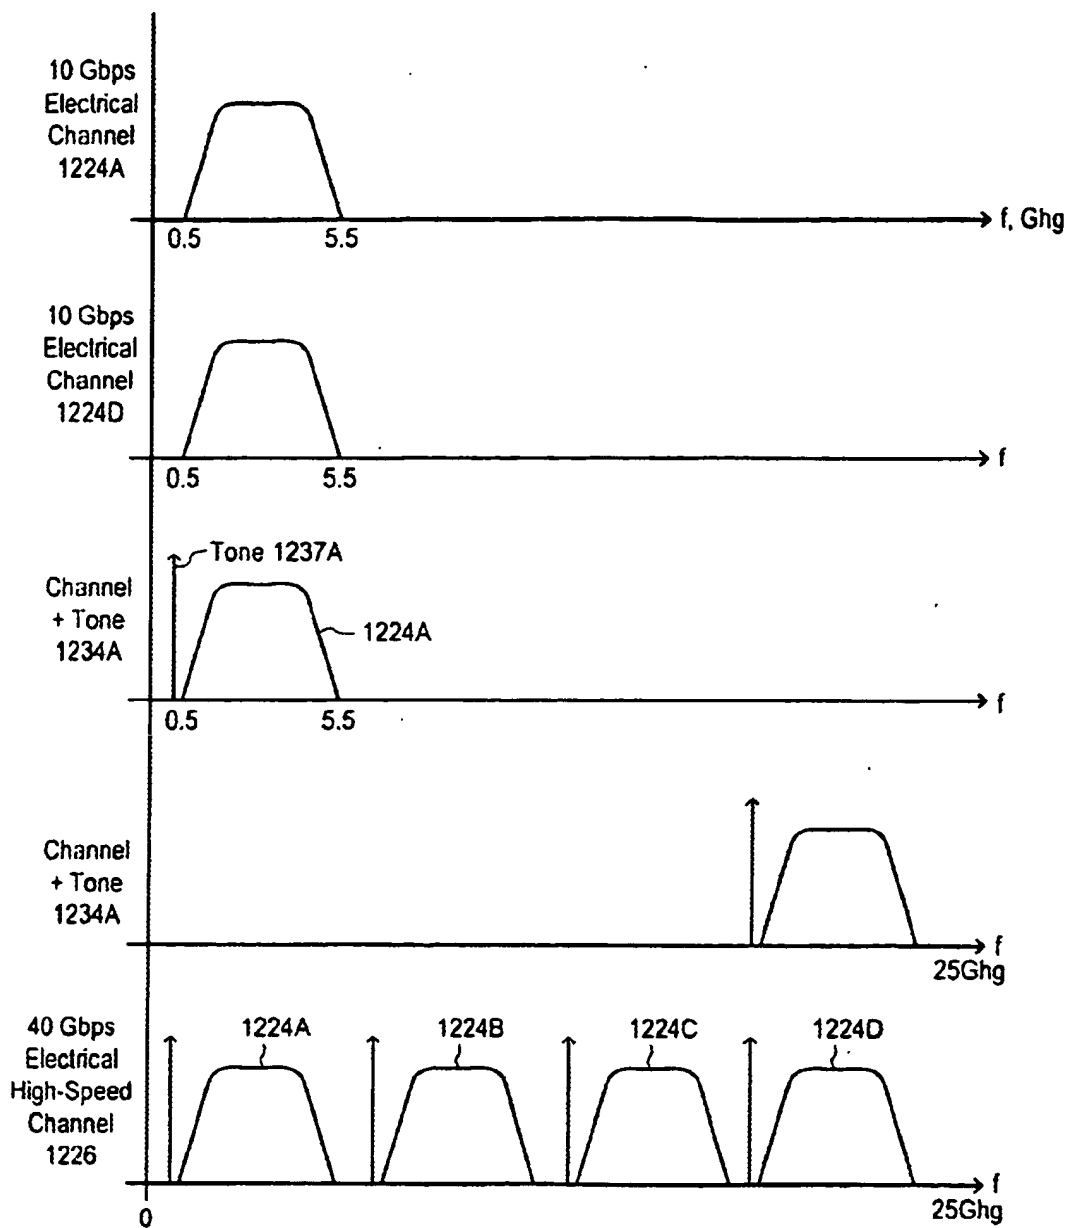 10 Gbps
Electrical
Channel
1224A
f, Ghg
0.5
5.5
10 Gbps
Electrical
Channel
1224D
f
0.5
5.5
Tone 1237A
Channel
+ Tone
1234A
1224A
f
0.5
5.5
Channel
+ Tone
1234A
f
25Ghg
40 Gbps
Electrical
High-Speed
Channel
1226
1224A
1224B
1224C
1224D
f
25Ghg
0